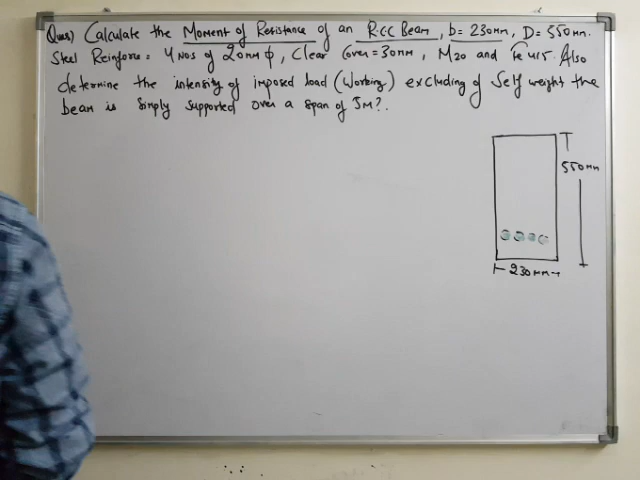 Ques) Calculate the Moment of Resistance of an RCC Beam, b = 230mm, D = 550mm.
Steel Reinforce = 4 Nos of 20mm ϕ, Clear Cover = 30mm, M20 and Fe 415. Also
determine the intensity of imposed load (Working) excluding of Self weight the
beam is Simply Supported over a span of 5m?.
550mm
230mm